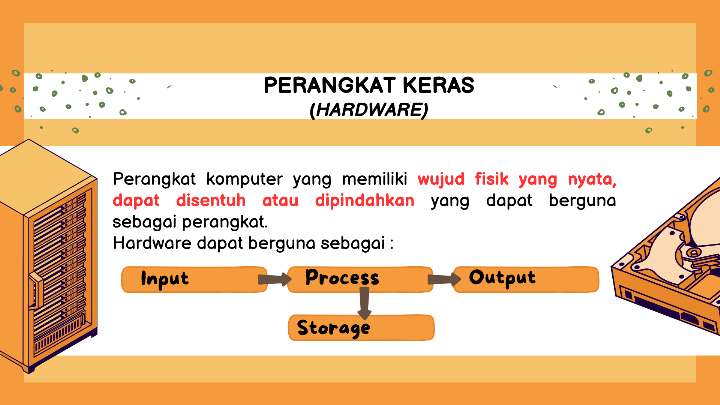 PERANGKAT KERAS
(HARDWARE)
Perangkat komputer yang memiliki wujud fisik yang nyata,
dapat disentuh atau dipindahkan yang dapat berguna
sebagai perangkat.
Hardware dapat berguna sebagai :
Input
Process
Output
Storage